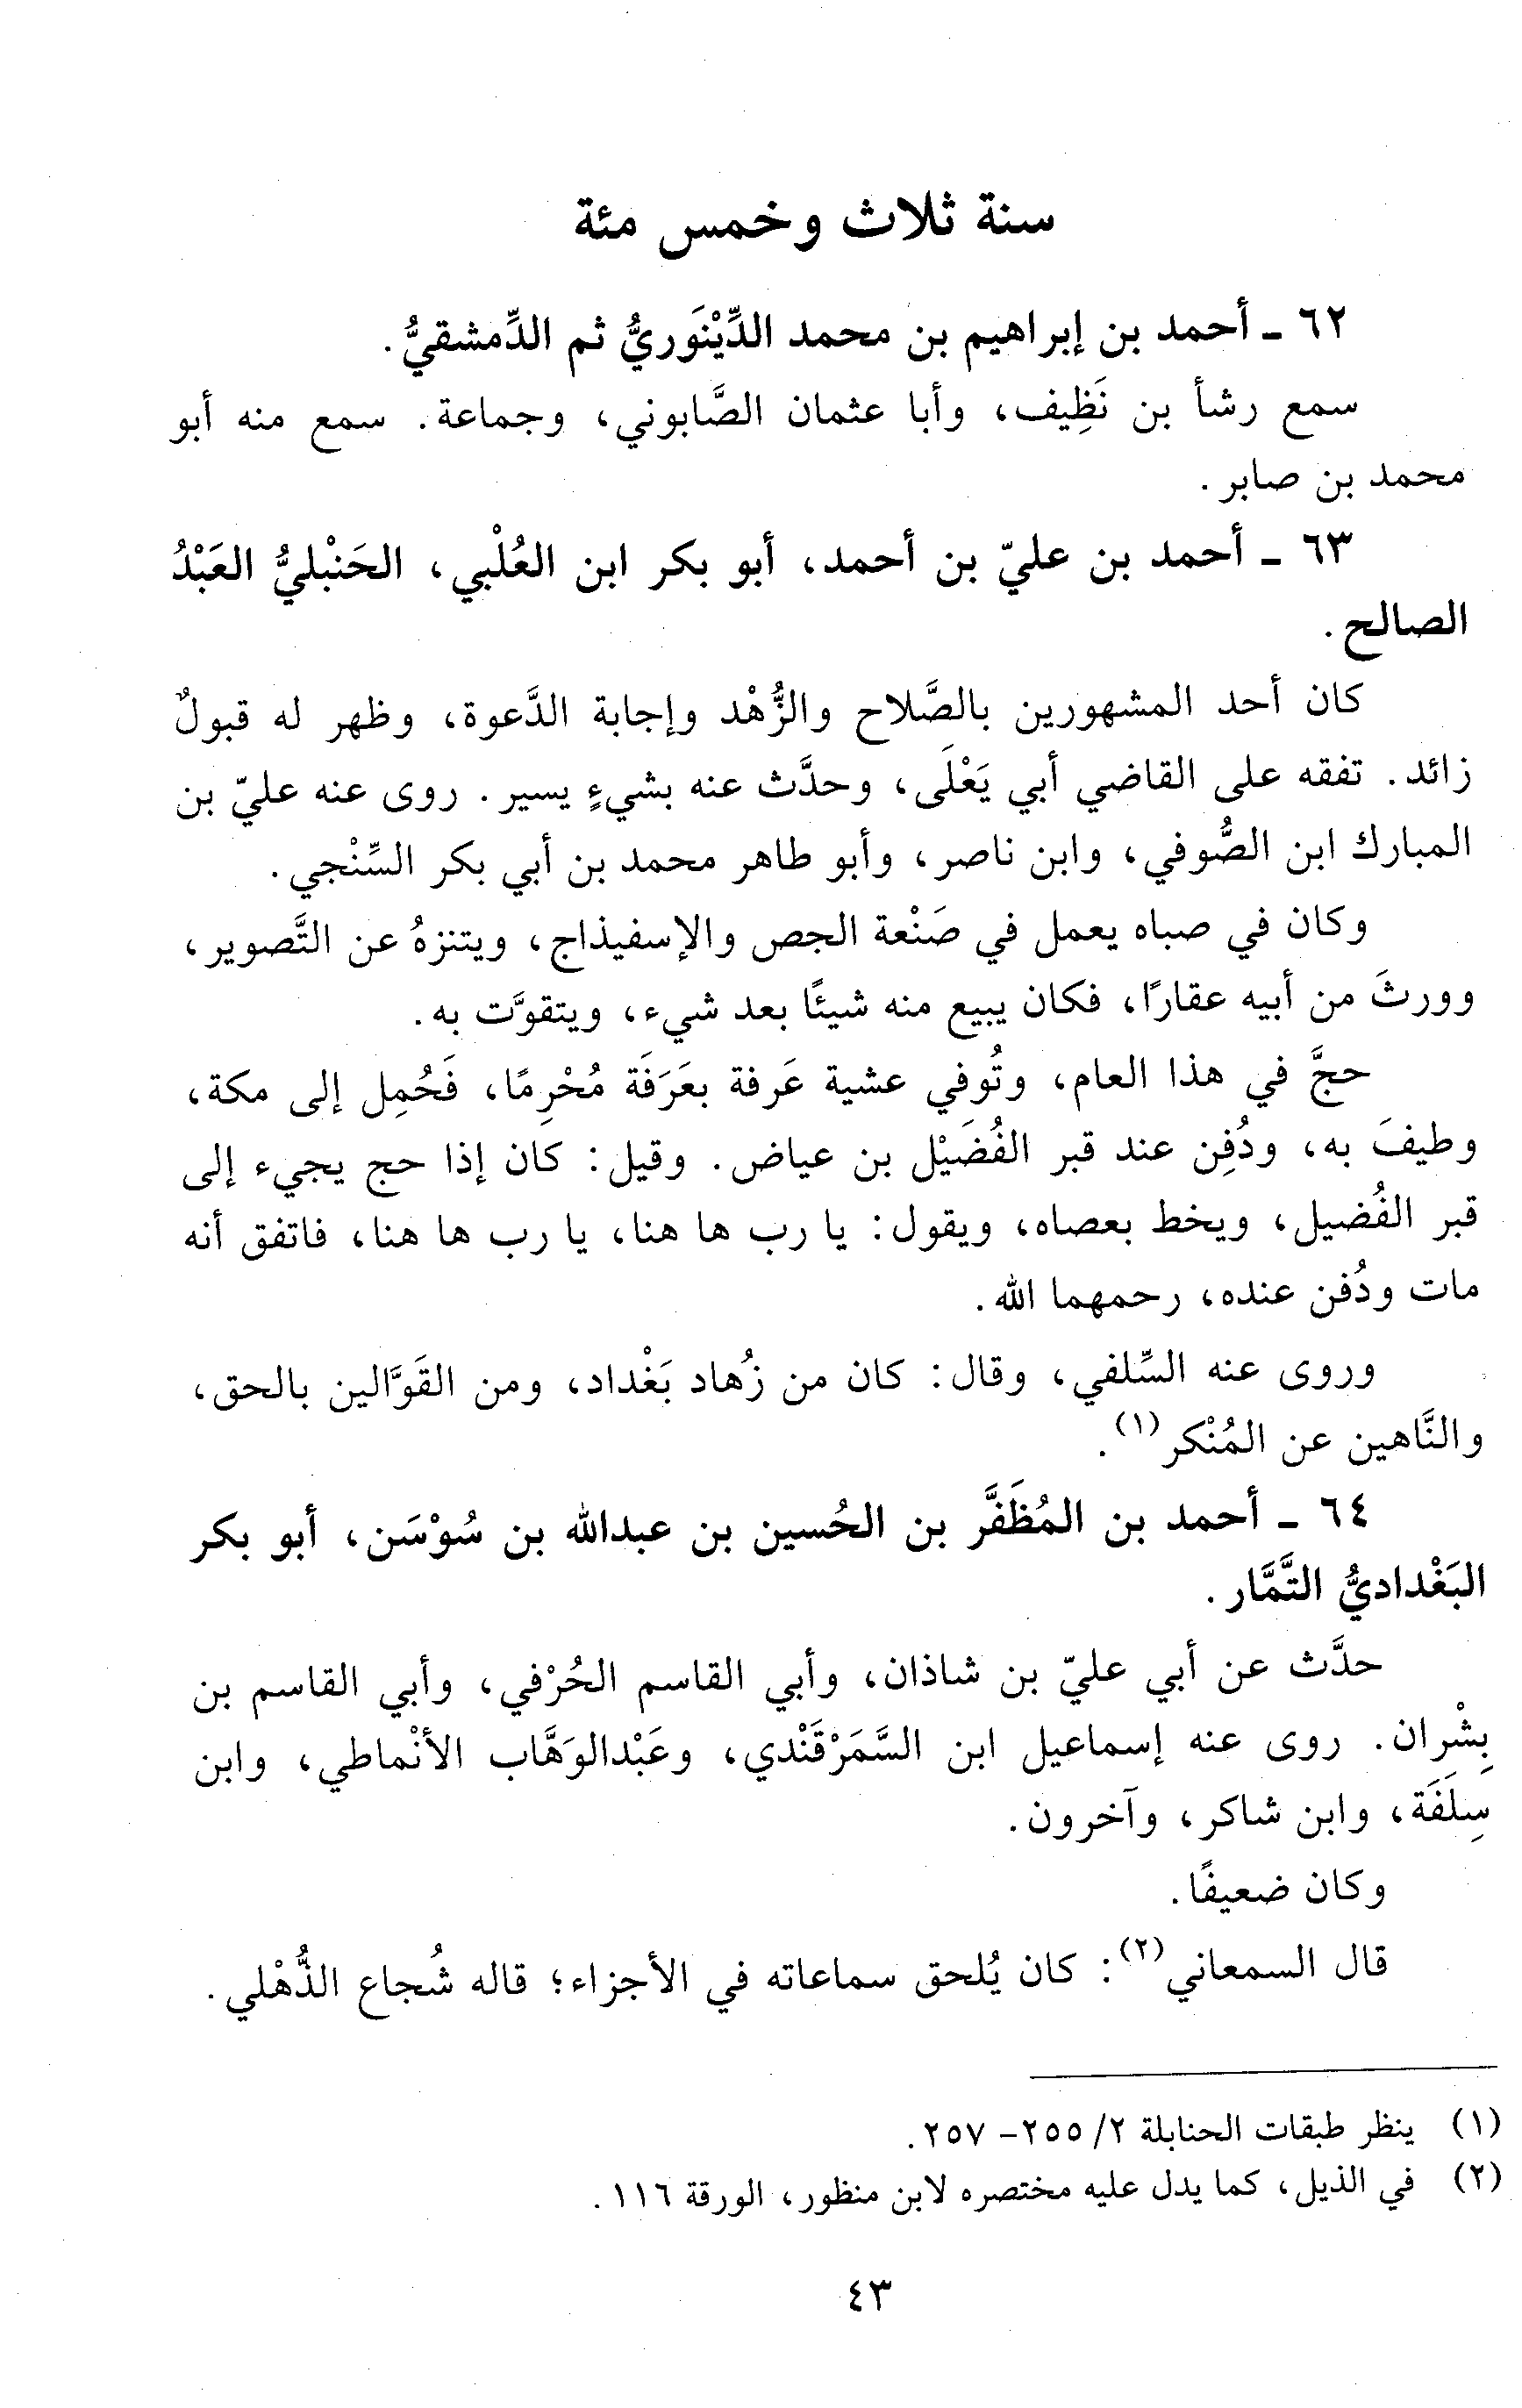 سنة ثلاث وخمس مئة
٦٢ - أحمد بن إبراهيم بن محمد الدِّيْنَوريُّ ثم الدِّمشقيُّ.
سمع رشأ بن نَظِيف، وأبا عثمان الصَّابوني، وجماعة. سمع منه أبو
محمد بن صابر.
٦٣ - أحمد بن عليّ بن أحمد، أبو بكر ابن العُلْبي، الحَنْبليُّ العَبْدُ
الصالح.
كان أحد المشهورين بالصَّلاح والزُّهْد وإجابة الدَّعوة، وظهر له قبولٌ
زائد. تفقه على القاضي أبي يَعْلَى، وحدَّث عنه بشيءٍ يسير. روى عنه عليّ بن
المبارك ابن الصُّوفي، وابن ناصر، وأبو طاهر محمد بن أبي بكر السِّنْجي.
وكان في صباه يعمل في صَنْعة الجص والإسفيذاج، ويتنزهُ عن التَّصوير،
وورثَ من أبيه عقارًا، فكان يبيع منه شيئًا بعد شيء، ويتقوَّت به.
حجَّ في هذا العام، وتُوفي عشية عَرفة بعَرَفَة مُحْرِمًا، فَحُمِل إلى مكة،
وطيفَ به، ودُفِن عند قبر الفُضَيْل بن عياض. وقيل: كان إذا حج يجيء إلى
قبر الفُضيل، ويخط بعصاه، ويقول: يا رب ها هنا، يا رب ها هنا، فاتفق أنه
مات ودُفن عنده، رحمهما الله.
وروى عنه السِّلفي، وقال: كان من زُهاد بَغْداد، ومن القَوَّالين بالحق،
والنَّاهين عن المُنْكر(١).
٦٤ - أحمد بن المُظَفَّر بن الحُسين بن عبدالله بن سُوْسَن، أبو بكر
البَغْداديُّ التَّمَّار.
حدَّث عن أبي عليّ بن شاذان، وأبي القاسم الحُرْفي، وأبي القاسم بن
بِشْران. روى عنه إسماعيل ابن السَّمَرْقَنْدي، وعَبْدالوَهَّاب الأنْماطي، وابن
سِلَفَة، وابن شاكر، وآخرون.
وكان ضعيفًا.
قال السمعاني(٢): كان يُلحق سماعاته في الأجزاء؛ قاله شُجاع الذُّهْلي.
(١) ينظر طبقات الحنابلة ٢/ ٢٥٥- ٢٥٧.
(٢) في الذيل، كما يدل عليه مختصره لابن منظور، الورقة ١١٦.
٤٣